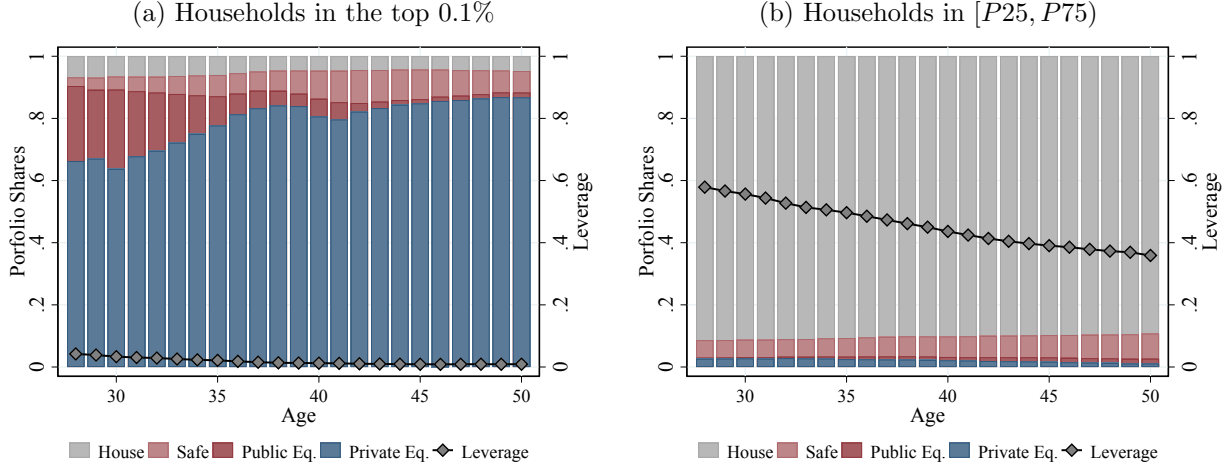 (a) Households in the top 0.1%
(b) Households in [P25, P75)
Porfolio Shares
0 .2 .4 .6 .8 1
Leverage
0 .2 .4 .6 .8 1
30 35 40 45 50
Age
House Safe Public Eq. Private Eq. Leverage
Porfolio Shares
0 .2 .4 .6 .8 1
Leverage
0 .2 .4 .6 .8 1
30 35 40 45 50
Age
House Safe Public Eq. Private Eq. Leverage